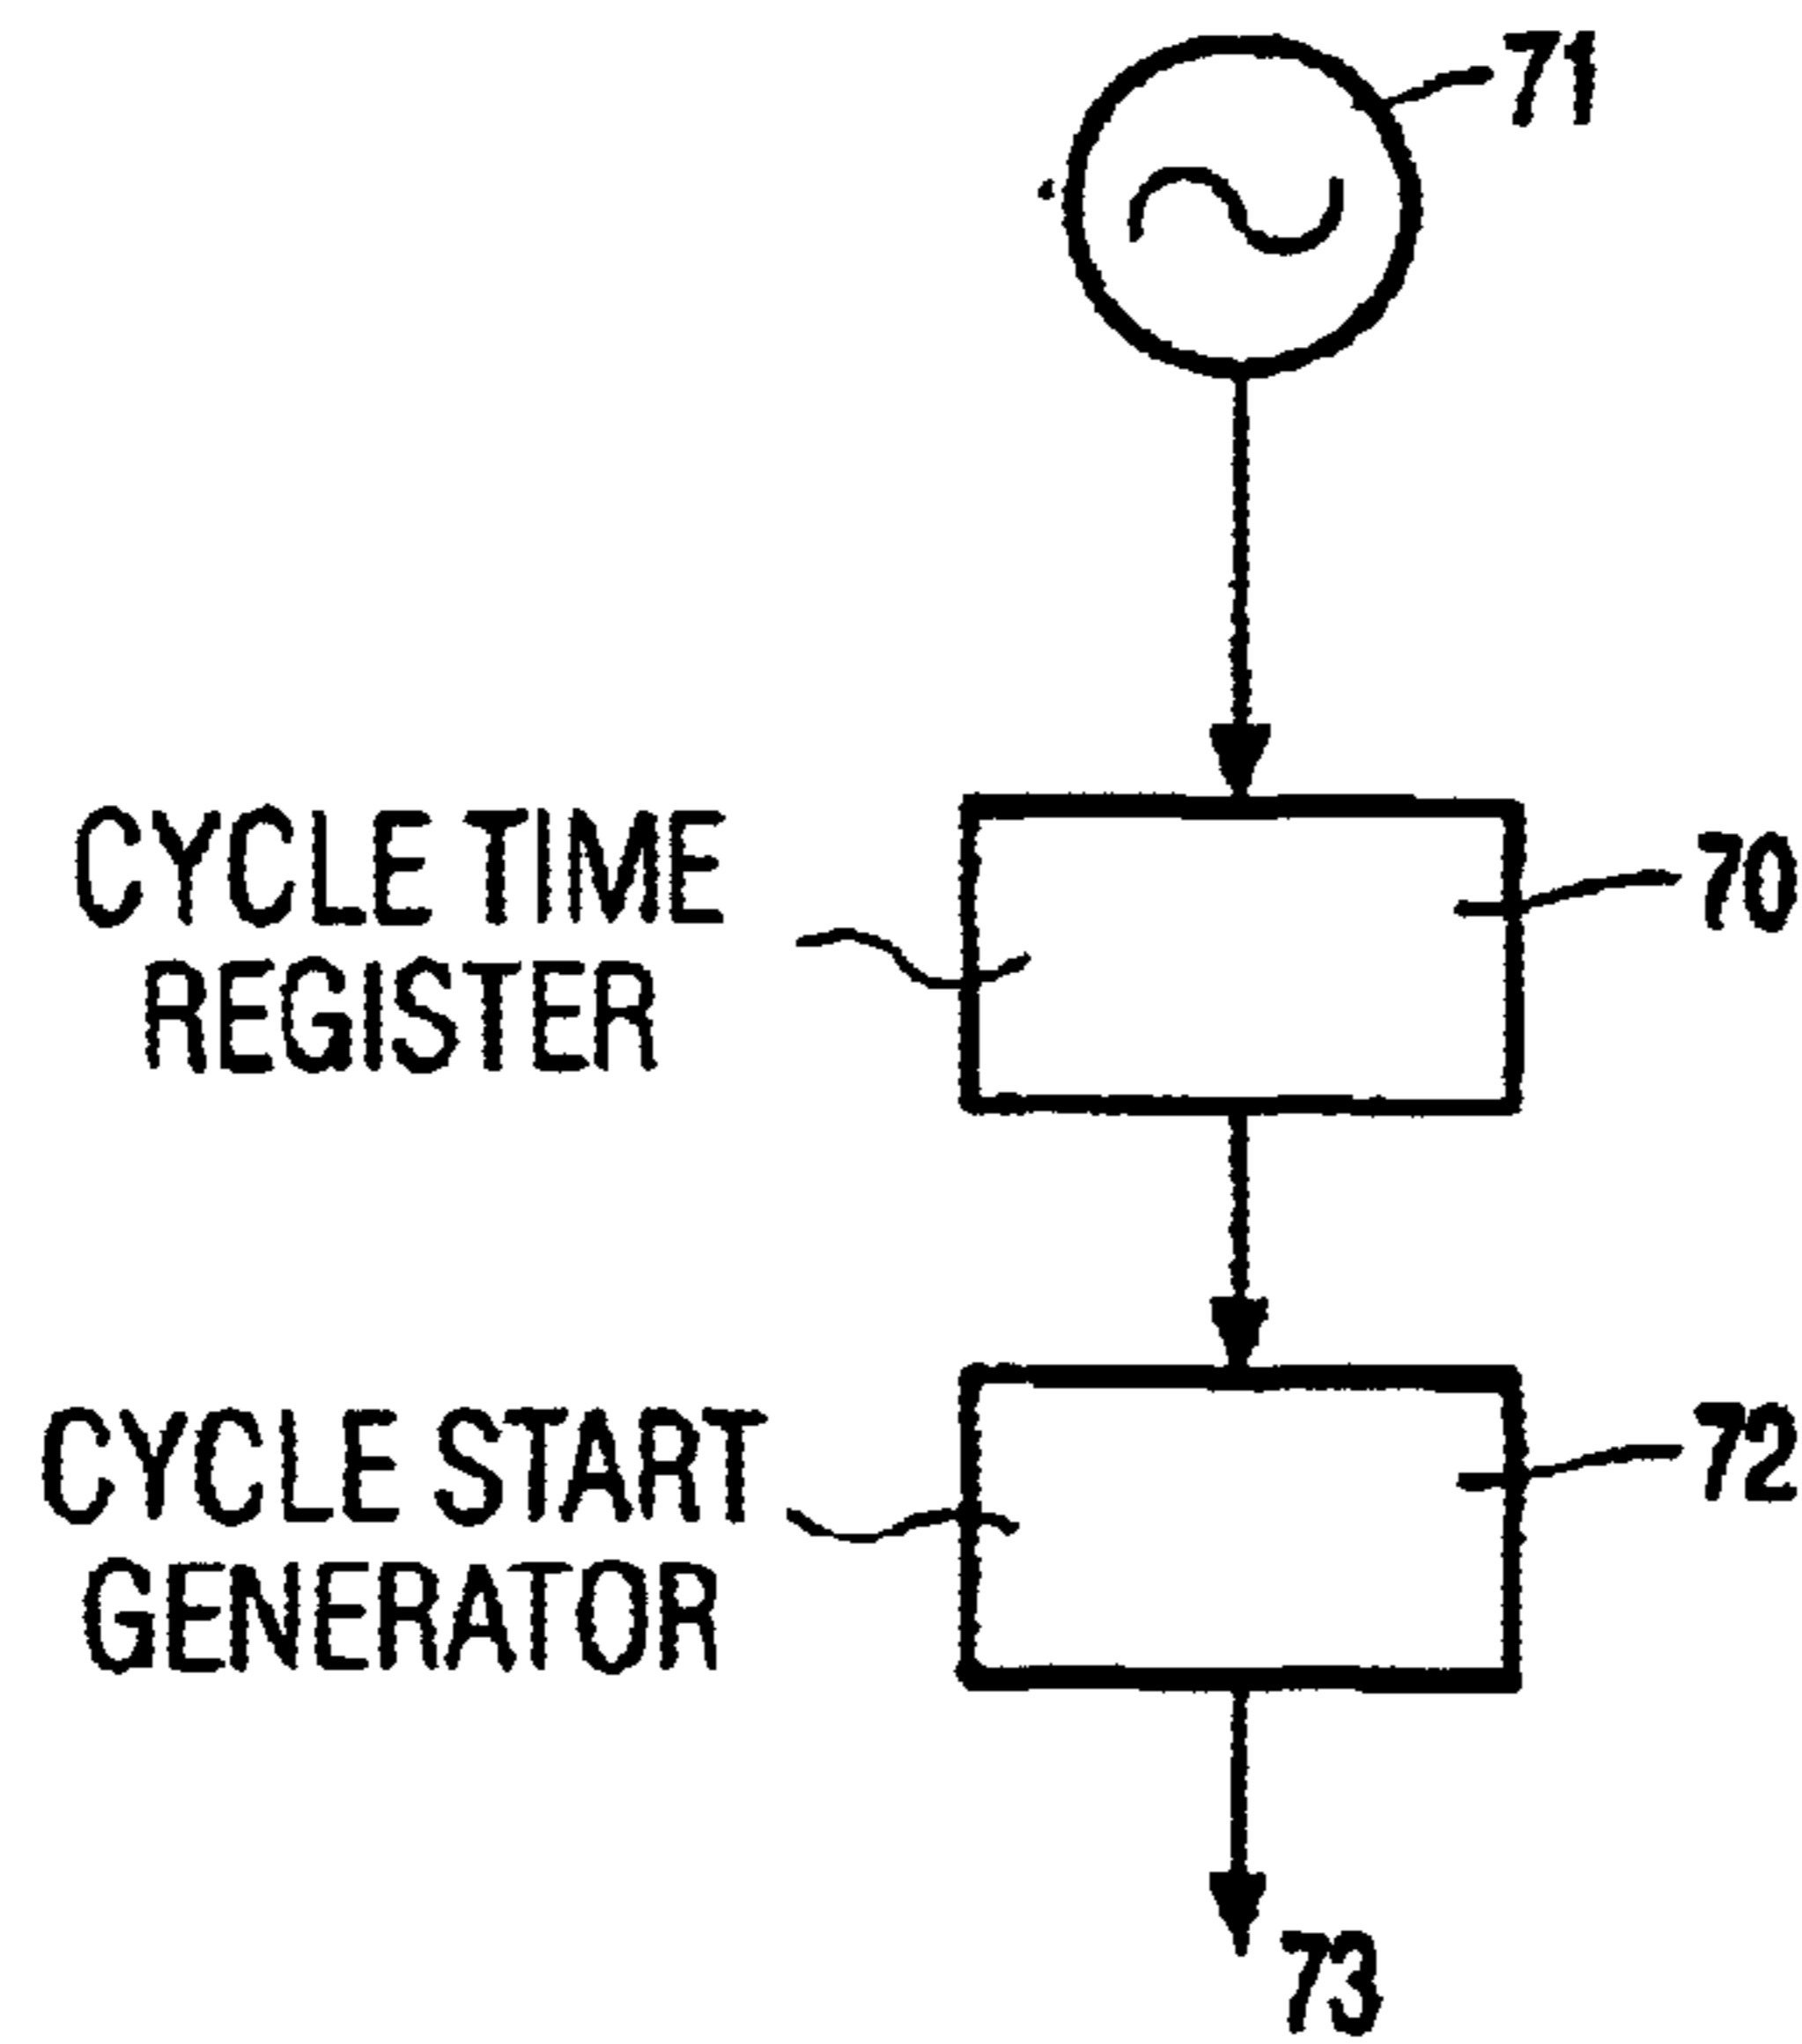 71
CYCLE TIME
REGISTER
70
CYCLE START
GENERATOR
72
73